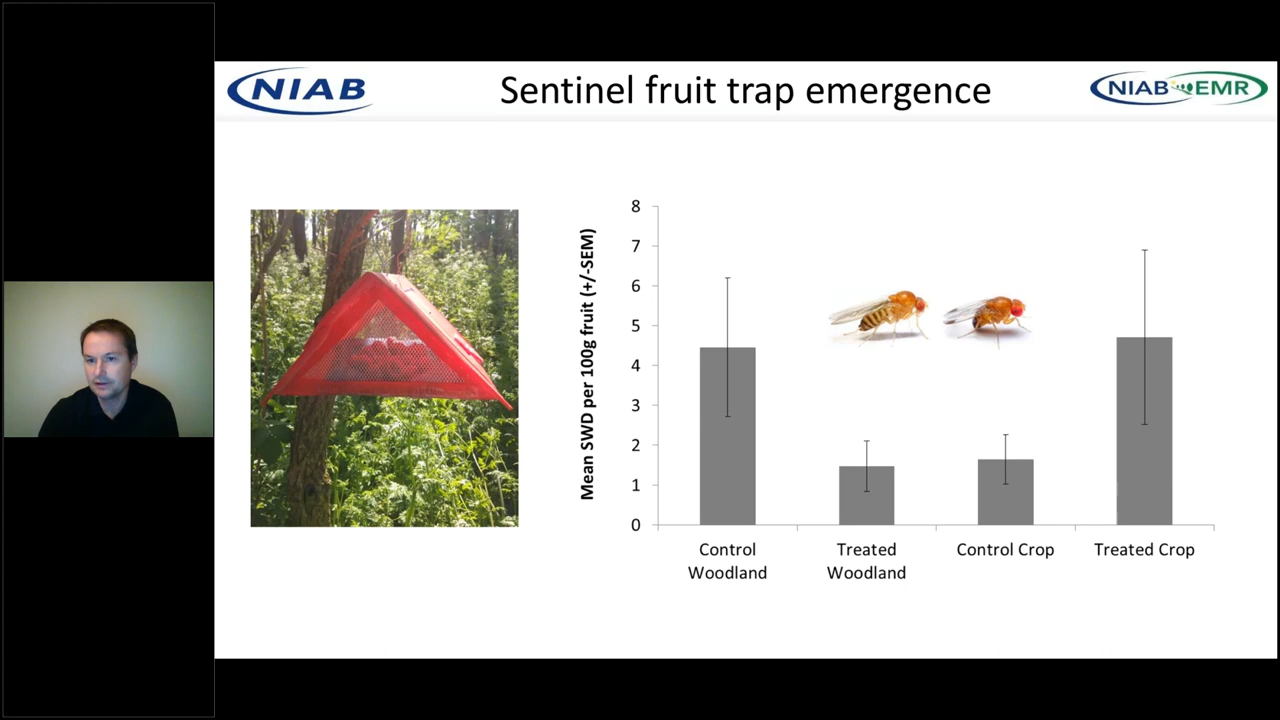 NIAB
Sentinel fruit trap emergence
NIAB EMR
Mean SWD per 100g fruit (+/-SEM)
8
7
6
5
4
3
2
1
0
Control
Woodland
Treated
Woodland
Control Crop
Treated Crop